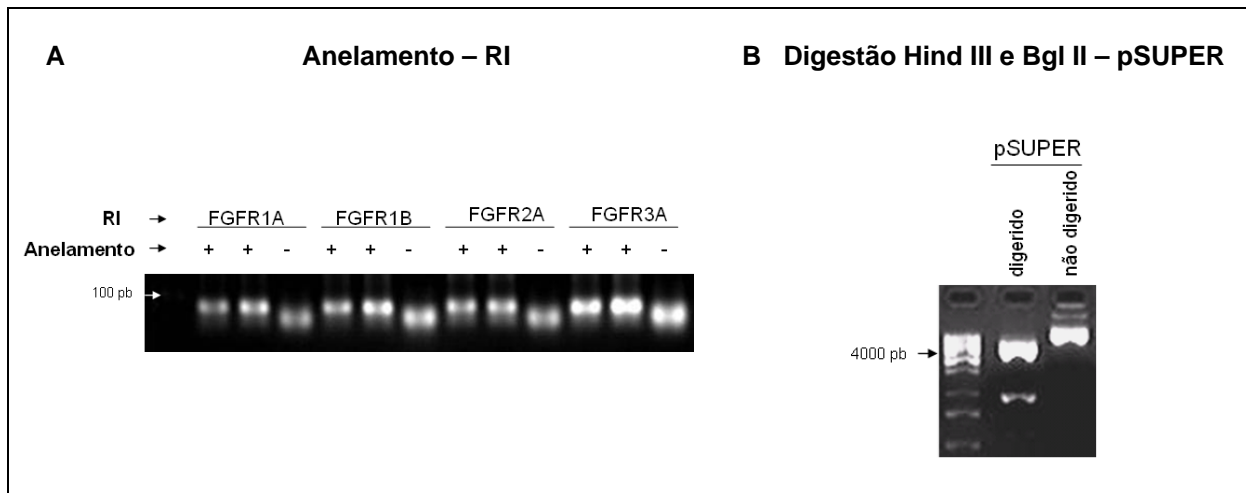 A Anelamento – RI
RI → FGFR1A FGFR1B FGFR2A FGFR3A
Anelamento → + + - + + - + + - + + -
100 pb
B Digestão Hind III e Bgl II – pSUPER
pSUPER
digerido
não digerido
4000 pb